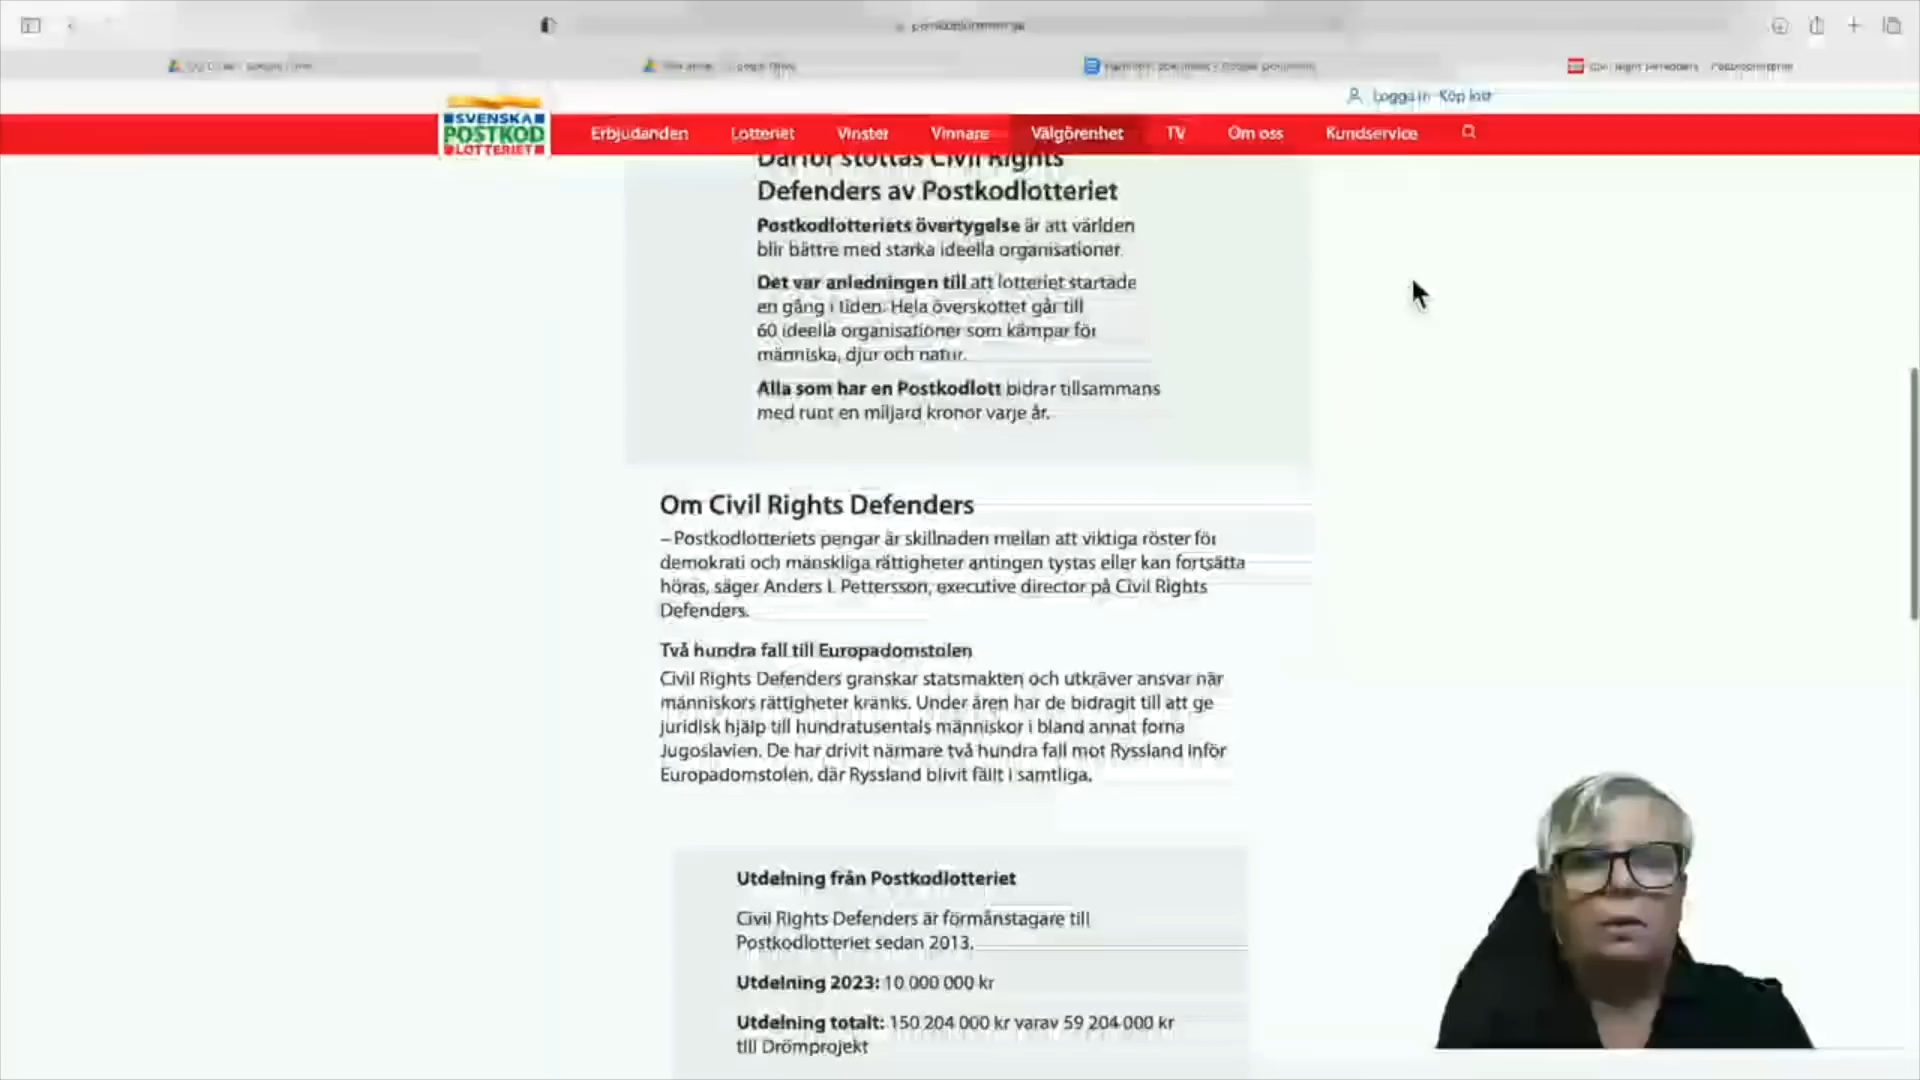 Logga in Köp lott
SVENSKA
POSTKOD
LOTTERIET
Erbjudanden Lotteriet Vinster Vinnare Välgörenhet TV Om oss Kundservice
Därför stöttas Civil Rights
Defenders av Postkodlotteriet
Postkodlotteriets övertygelse är att världen
blir bättre med starka ideella organisationer.
Det var anledningen till att lotteriet startade
en gång i tiden. Hela överskottet går till
60 ideella organisationer som kämpar för
människa, djur och natur.
Alla som har en Postkodlott bidrar tillsammans
med runt en miljard kronor varje år.
Om Civil Rights Defenders
– Postkodlotteriets pengar är skillnaden mellan att viktiga röster för
demokrati och mänskliga rättigheter antingen tystas eller kan fortsätta
höras, säger Anders L Pettersson, executive director på Civil Rights
Defenders.
Två hundra fall till Europadomstolen
Civil Rights Defenders granskar statsmakten och utkräver ansvar när
människors rättigheter kränks. Under åren har de bidragit till att ge
juridisk hjälp till hundratusentals människor i bland annat forna
Jugoslavien. De har drivit närmare två hundra fall mot Ryssland inför
Europadomstolen, där Ryssland blivit fällt i samtliga.
Utdelning från Postkodlotteriet
Civil Rights Defenders är förmånstagare till
Postkodlotteriet sedan 2013.
Utdelning 2023: 10 000 000 kr
Utdelning totalt: 150 204 000 kr varav 59 204 000 kr
till Drömprojekt